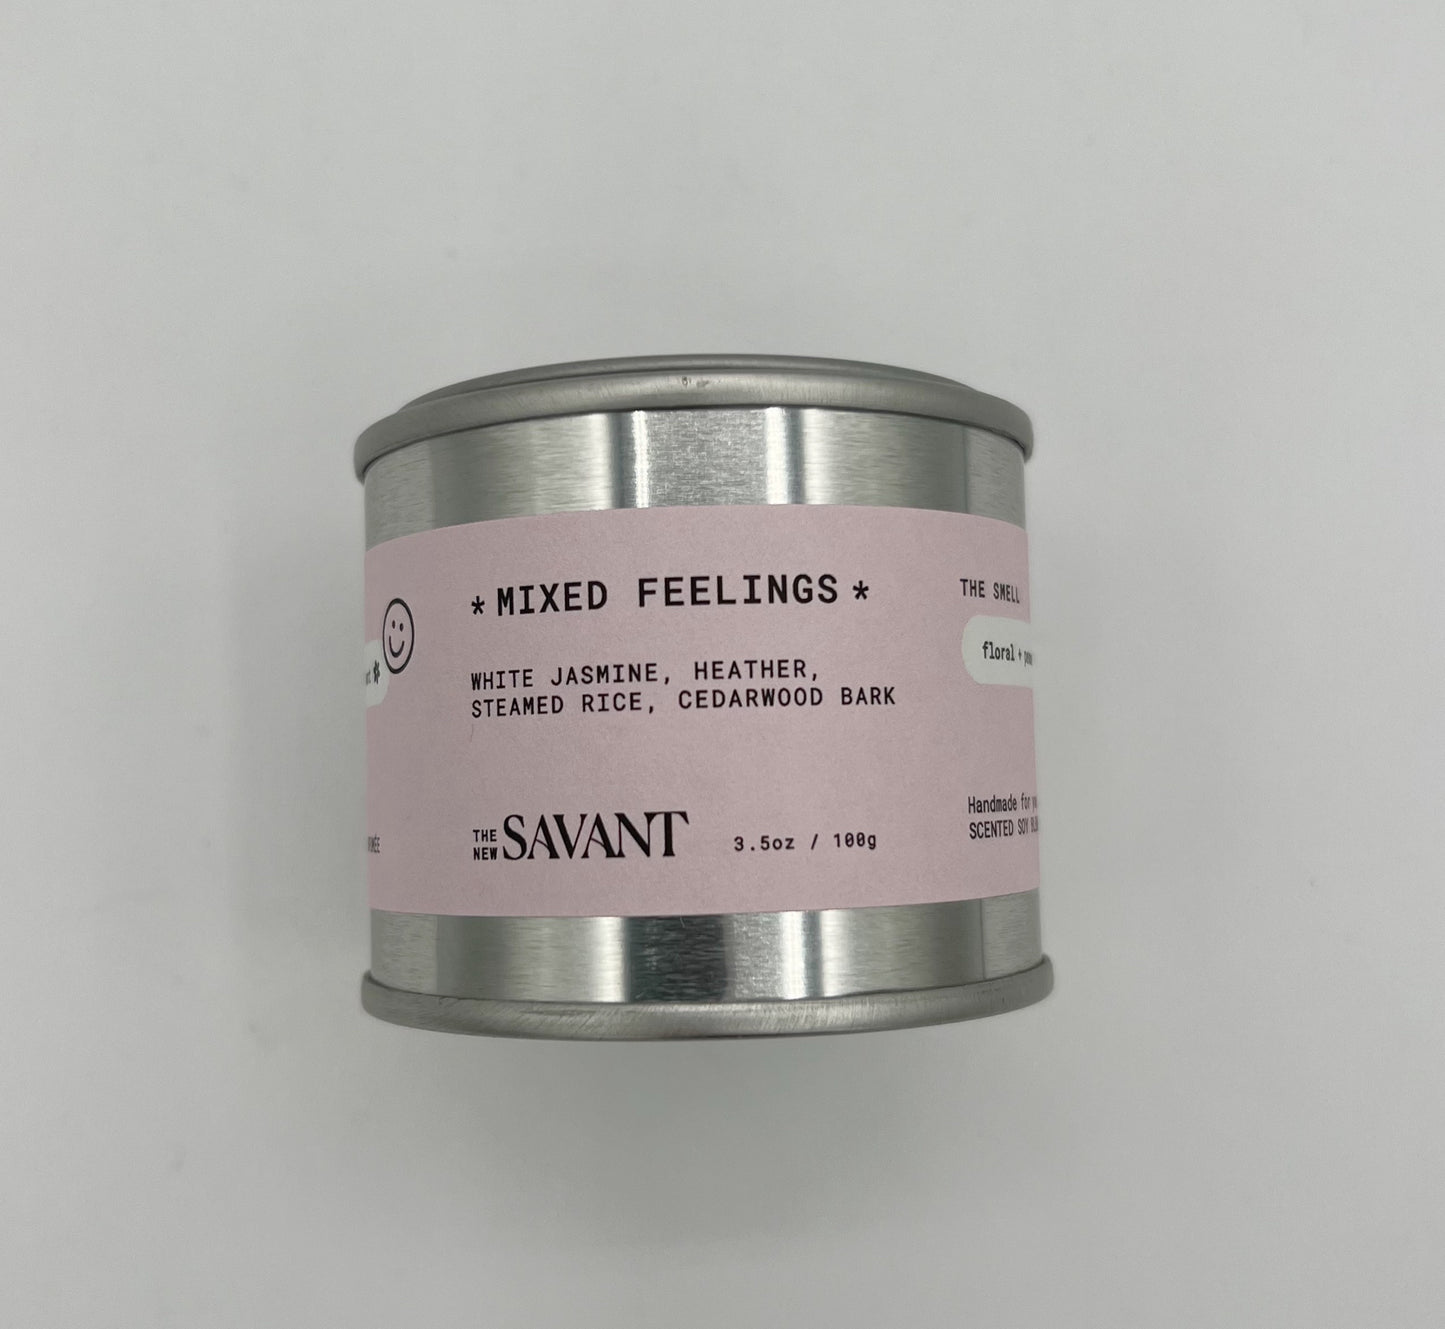 * MIXED FEELINGS *
WHITE JASMINE, HEATHER,
STEAMED RICE, CEDARWOOD BARK
THE NEW SAVANT
3.5oz / 100g
THE SMELL
floral +
Handmade for
SCENTED SOY